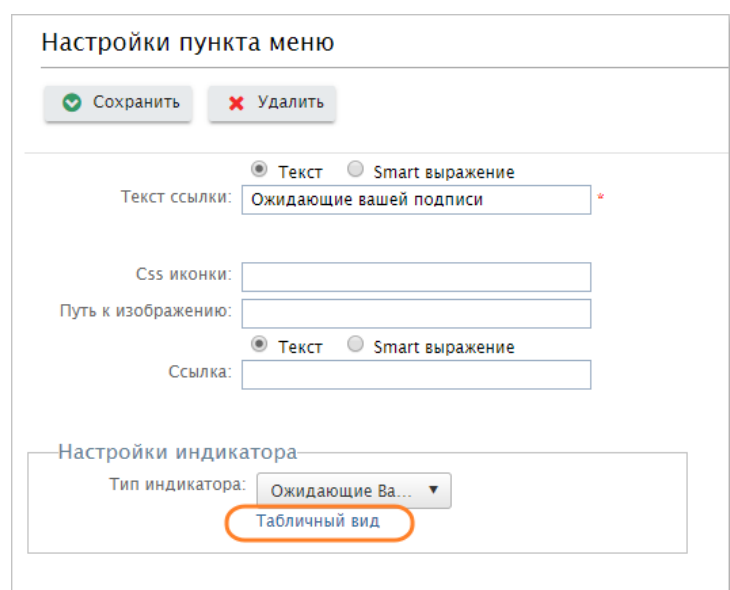 Настройки пункта меню
Сохранить Удалить
Текст Smart выражение
Текст ссылки: Ожидающие вашей подписи *
Css иконки:
Путь к изображению:
Текст Smart выражение
Ссылка:
Настройки индикатора
Тип индикатора: Ожидающие Ва...
Табличный вид